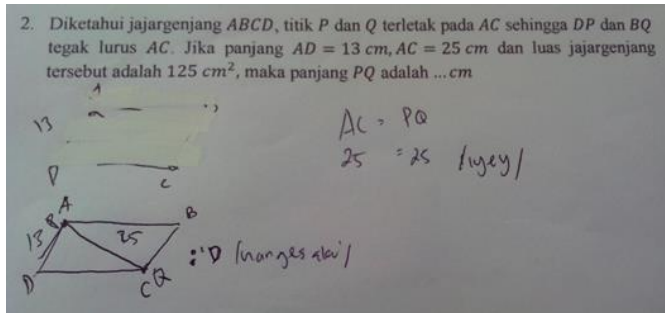 2. Diketahui jajargenjang ABCD, titik P dan Q terletak pada AC sehingga DP dan BQ
tegak lurus AC. Jika panjang AD = 13 cm, AC = 25 cm dan luas jajargenjang
tersebut adalah 125 cm², maka panjang PQ adalah ... cm
13
C
AC = PQ
25 = 25 /iyey/
A
B
13
25
D
C Q
:'D